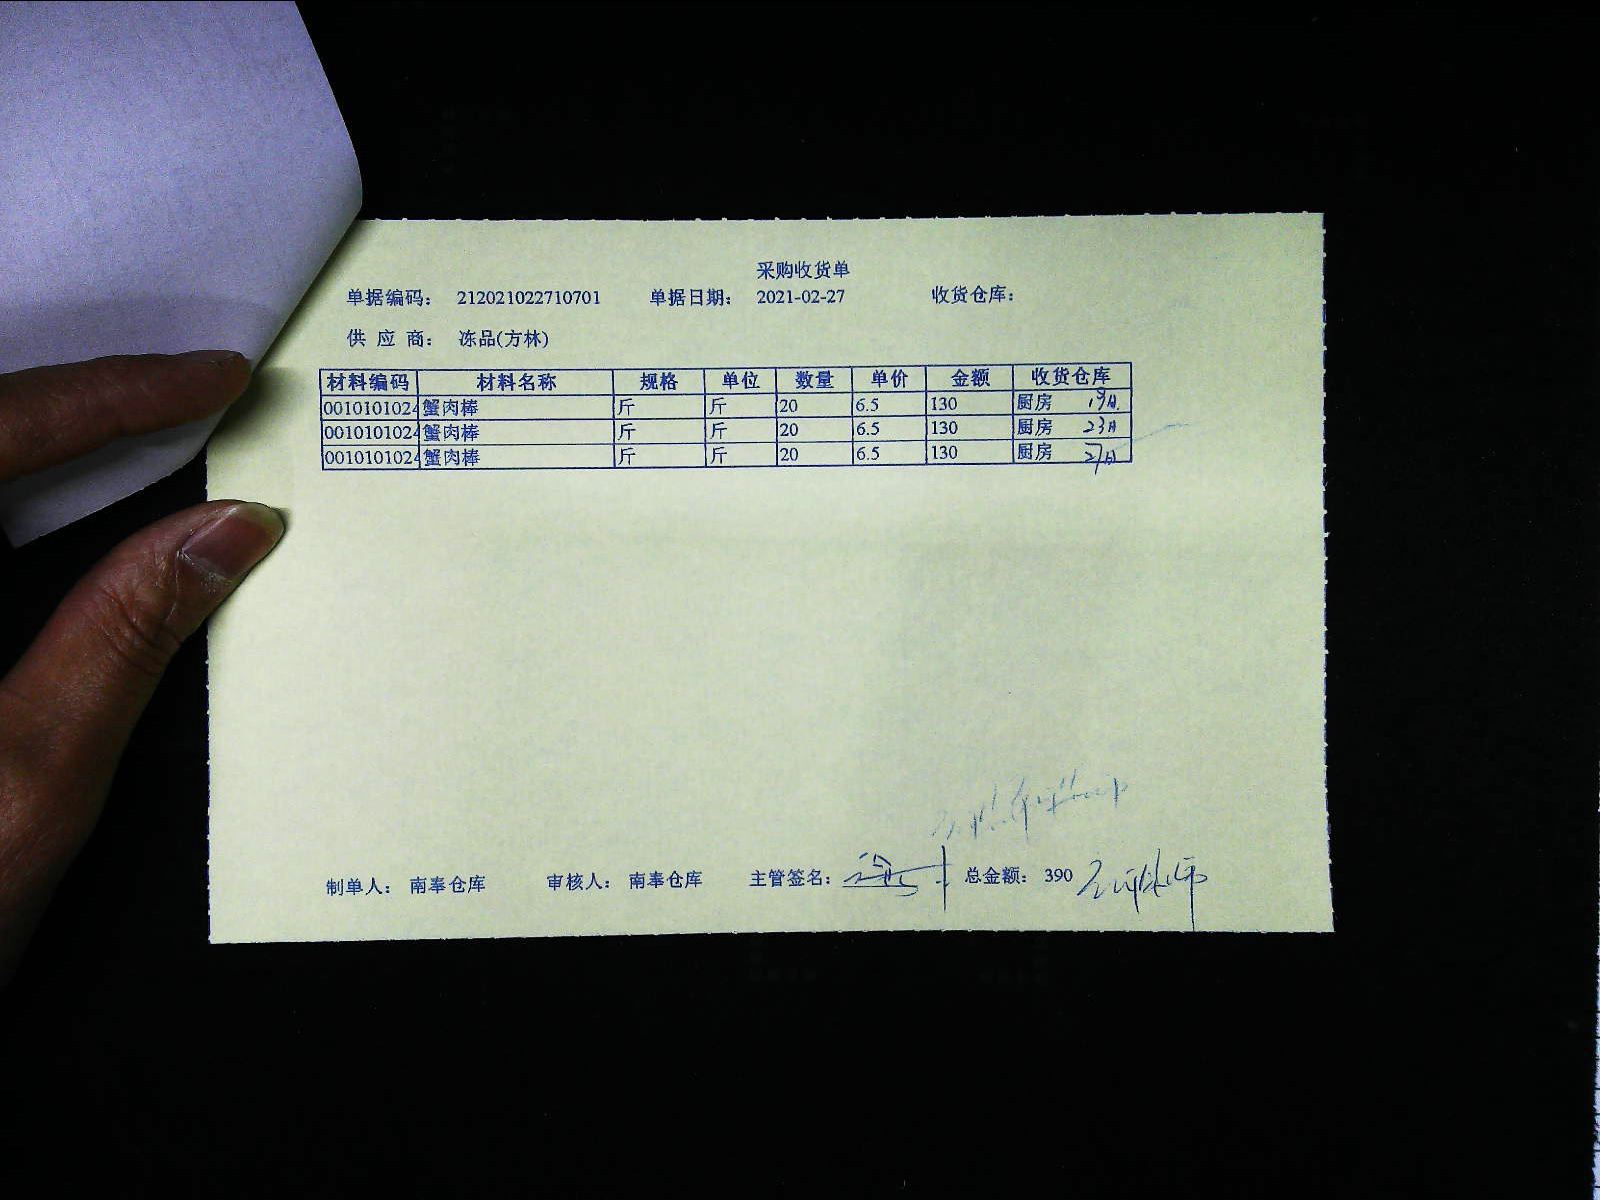 采购收货单
单据编码： 212021022710701 单据日期： 2021-02-27 收货仓库：
供 应 商： 冻品(方林)
材料编码 材料名称 规格 单位 数量 单价 金额 收货仓库
0010101024 蟹肉棒 斤 斤 20 6.5 130 厨房 19日
0010101024 蟹肉棒 斤 斤 20 6.5 130 厨房 23日
0010101024 蟹肉棒 斤 斤 20 6.5 130 厨房 27日
制单人： 南奉仓库 审核人： 南奉仓库 主管签名： 总金额： 390